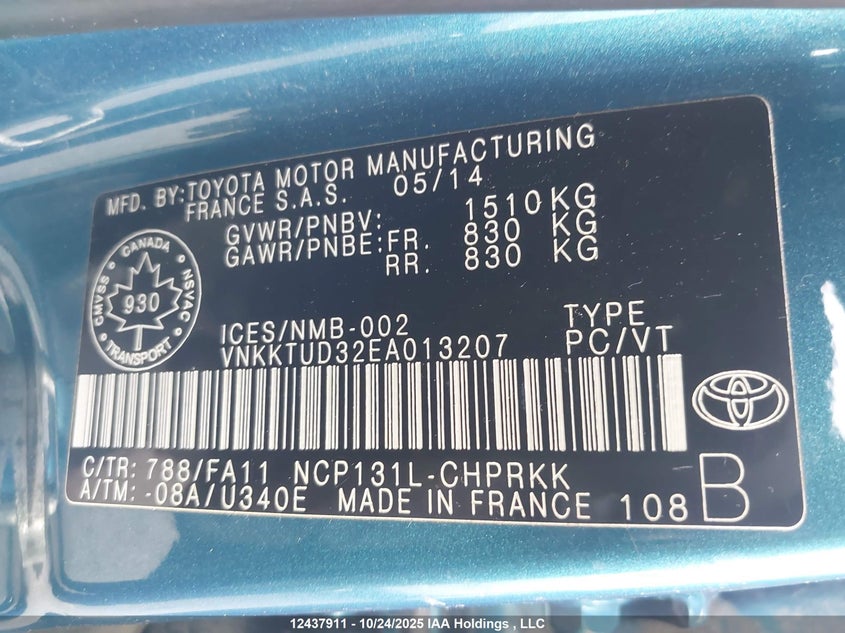 MFD. BY:TOYOTA MOTOR MANUFACTURING
FRANCE S.A.S. 05/14
GVWR/PNBV: 1510KG
GAWR/PNBE:FR. 830 KG
RR. 830 KG
CANADA
CMVSS
930
NSVAC
TRANSPORT
ICES/NMB-002 TYPE
VNKKTUD32EA013207 PC/VT
C/TR: 788/FA11 NCP131L-CHPRKK
A/TM: -08A/U340E MADE IN FRANCE 108 B
12437911 - 10/24/2025 IAA Holdings , LLC